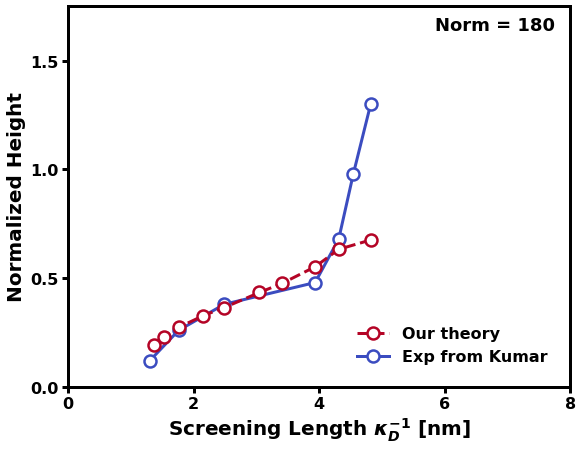 Norm = 180
Normalized Height
1.5
1.0
0.5
0.0
0 2 4 6 8
Our theory
Exp from Kumar
Screening Length κ_D^{-1} [nm]